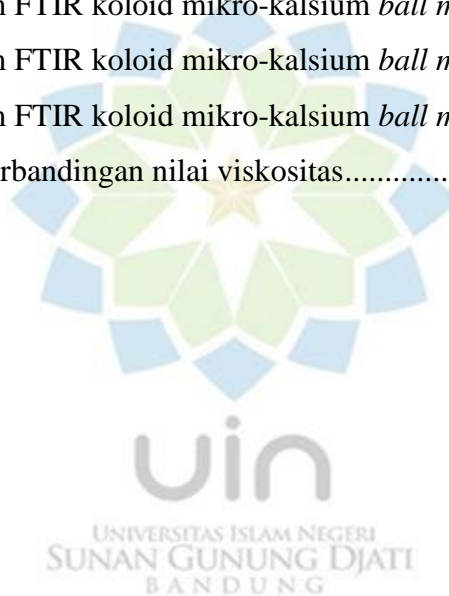 FTIR koloid mikro-kalsium ball
FTIR koloid mikro-kalsium ball
FTIR koloid mikro-kalsium ball
nilai viskositas..............
uin
UNIVERSITAS ISLAM NEGERI
SUNAN GUNUNG DJATI
BANDUNG